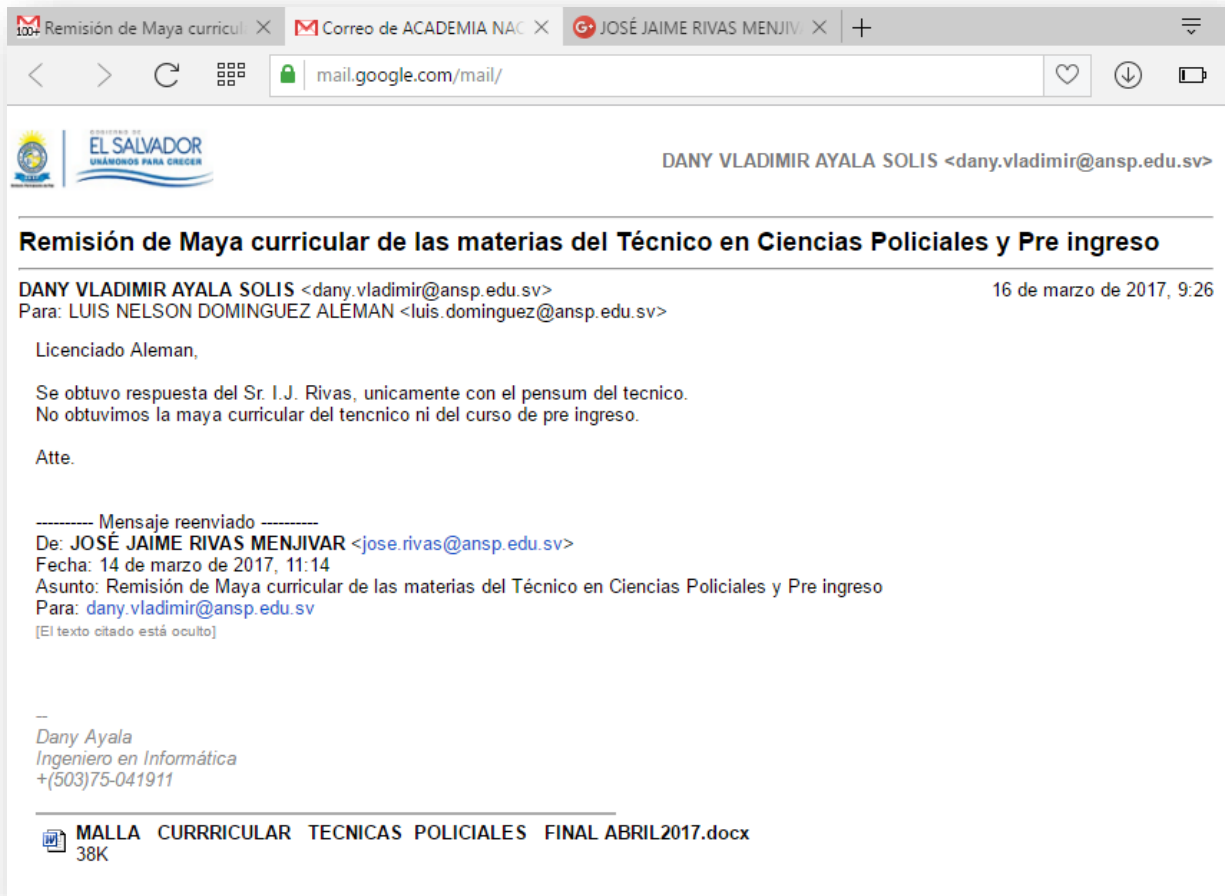 100+ Remisión de Maya curricul
Correo de ACADEMIA NAC
G+ JOSÉ JAIME RIVAS MENJIV
mail.google.com/mail/
GOBIERNO DE
EL SALVADOR
UNÁMONOS PARA CRECER
DANY VLADIMIR AYALA SOLIS <dany.vladimir@ansp.edu.sv>
Remisión de Maya curricular de las materias del Técnico en Ciencias Policiales y Pre ingreso
DANY VLADIMIR AYALA SOLIS <dany.vladimir@ansp.edu.sv> 16 de marzo de 2017, 9:26
Para: LUIS NELSON DOMINGUEZ ALEMAN <luis.dominguez@ansp.edu.sv>
Licenciado Aleman,
Se obtuvo respuesta del Sr. I.J. Rivas, unicamente con el pensum del tecnico.
No obtuvimos la maya curricular del tencnico ni del curso de pre ingreso.
Atte.
---------- Mensaje reenviado ----------
De: JOSÉ JAIME RIVAS MENJIVAR <jose.rivas@ansp.edu.sv>
Fecha: 14 de marzo de 2017, 11:14
Asunto: Remisión de Maya curricular de las materias del Técnico en Ciencias Policiales y Pre ingreso
Para: dany.vladimir@ansp.edu.sv
[El texto citado está oculto]
--
Dany Ayala
Ingeniero en Informática
+(503)75-041911
MALLA CURRRICULAR TECNICAS POLICIALES FINAL ABRIL2017.docx
38K